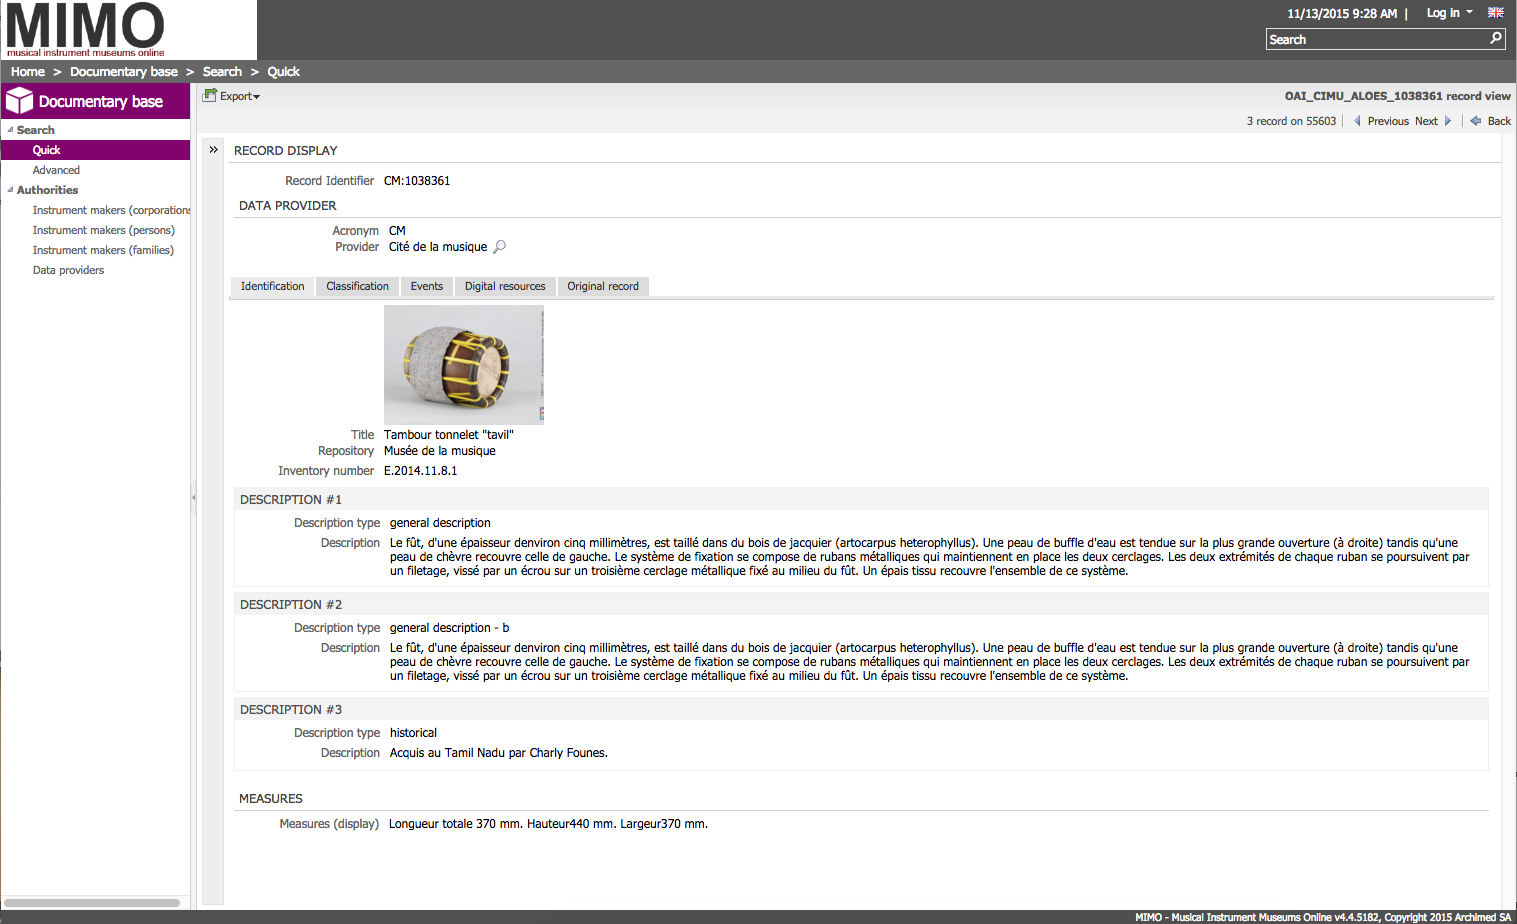 MIMO
musical instrument museums online
11/13/2015 9:28 AM | Log in
Search
Home > Documentary base > Search > Quick
Documentary base
Search
Quick
Advanced
Authorities
Instrument makers (corporations
Instrument makers (persons)
Instrument makers (families)
Data providers
Export
OAI_CIMU_ALOES_1038361 record view
3 record on 55603 Previous Next Back
»
RECORD DISPLAY
Record Identifier CM:1038361
DATA PROVIDER
Acronym CM
Provider Cité de la musique
Identification Classification Events Digital resources Original record
Title Tambour tonnelet "tavil"
Repository Musée de la musique
Inventory number E.2014.11.8.1
DESCRIPTION #1
Description type general description
Description Le fût, d'une épaisseur denviron cinq millimètres, est taillé dans du bois de jacquier (artocarpus heterophyllus). Une peau de buffle d'eau est tendue sur la plus grande ouverture (à droite) tandis qu'une
peau de chèvre recouvre celle de gauche. Le système de fixation se compose de rubans métalliques qui maintiennent en place les deux cerclages. Les deux extrémités de chaque ruban se poursuivent par
un filetage, vissé par un écrou sur un troisième cerclage métallique fixé au milieu du fût. Un épais tissu recouvre l'ensemble de ce système.
DESCRIPTION #2
Description type general description - b
Description Le fût, d'une épaisseur denviron cinq millimètres, est taillé dans du bois de jacquier (artocarpus heterophyllus). Une peau de buffle d'eau est tendue sur la plus grande ouverture (à droite) tandis qu'une
peau de chèvre recouvre celle de gauche. Le système de fixation se compose de rubans métalliques qui maintiennent en place les deux cerclages. Les deux extrémités de chaque ruban se poursuivent par
un filetage, vissé par un écrou sur un troisième cerclage métallique fixé au milieu du fût. Un épais tissu recouvre l'ensemble de ce système.
DESCRIPTION #3
Description type historical
Description Acquis au Tamil Nadu par Charly Founes.
MEASURES
Measures (display) Longueur totale 370 mm. Hauteur440 mm. Largeur370 mm.
MIMO - Musical Instrument Museums Online v4.4.5182, Copyright 2015 Archimed SA